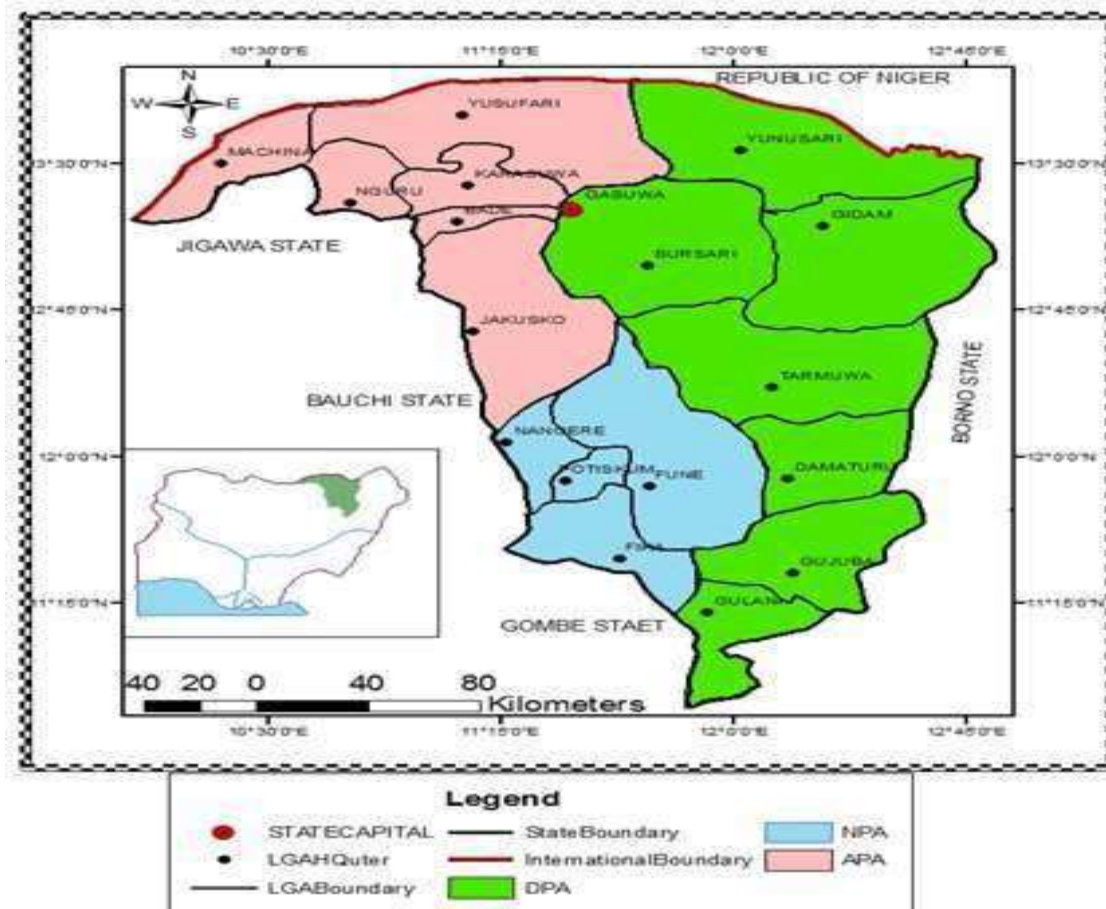 10°30'0"E 11°15'0"E 12°0'0"E 12°45'0"E
REPUBLIC OF NIGER
N
W E
S
YUSUFARI
YUNUSARI
MACHINA
13°30'0"N 13°30'0"N
KARASUWA
NGURU
GASUWA
BADE
GIDAM
JIGAWA STATE
BURSARI
12°45'0"N 12°45'0"N
JAKUSKO
TARMUWA
BAUCHI STATE
BORNO STATE
NANGERE
12°0'0"N 12°0'0"N
POTISKUM
FUNE
DAMATURU
FIKA
GUJUBA
11°15'0"N 11°15'0"N
GULANI
GOMBE STAET
40 20 0 40 80
Kilometers
10°30'0"E 11°15'0"E 12°0'0"E 12°45'0"E
Legend
STATECAPITAL StateBoundary NPA
LGAHQuter InternationalBoundary APA
LGABoundary DPA